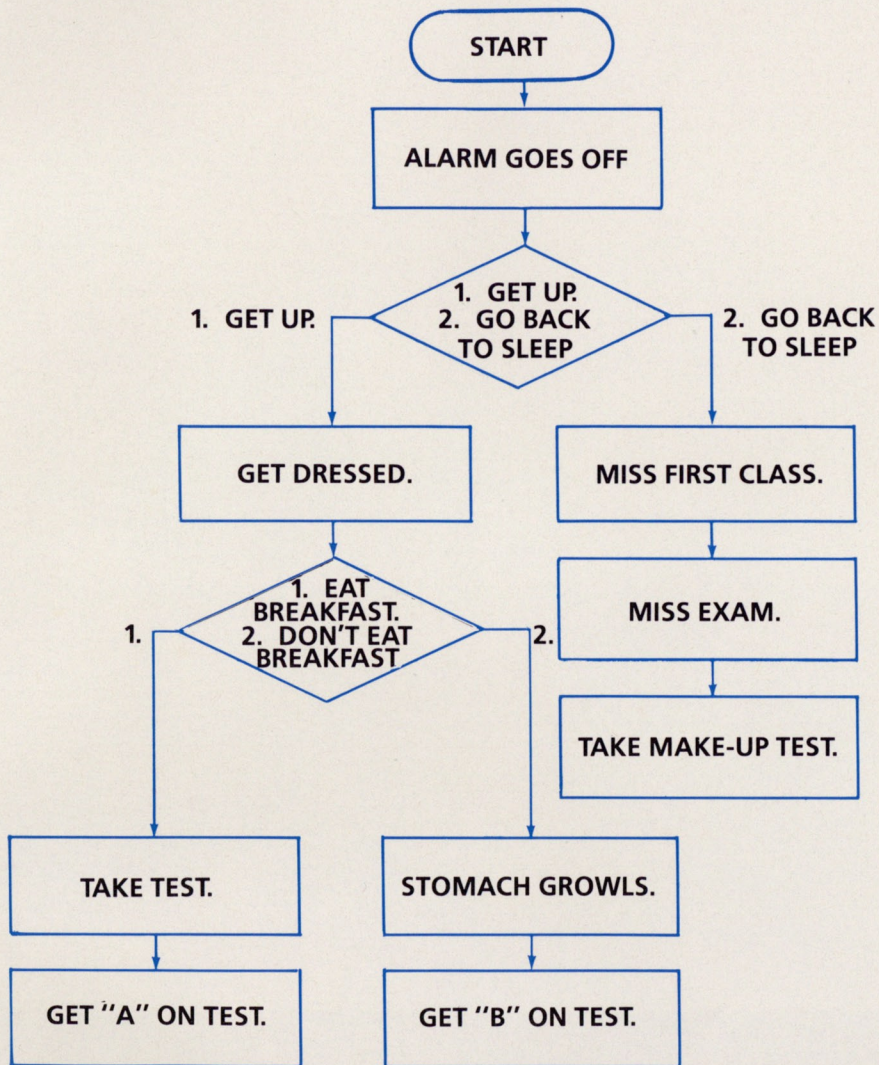 START
ALARM GOES OFF
1. GET UP.
2. GO BACK
TO SLEEP
1. GET UP.
2. GO BACK
TO SLEEP
GET DRESSED.
MISS FIRST CLASS.
1. EAT
BREAKFAST.
2. DON'T EAT
BREAKFAST
1.
2.
MISS EXAM.
TAKE MAKE-UP TEST.
TAKE TEST.
STOMACH GROWLS.
GET "A" ON TEST.
GET "B" ON TEST.